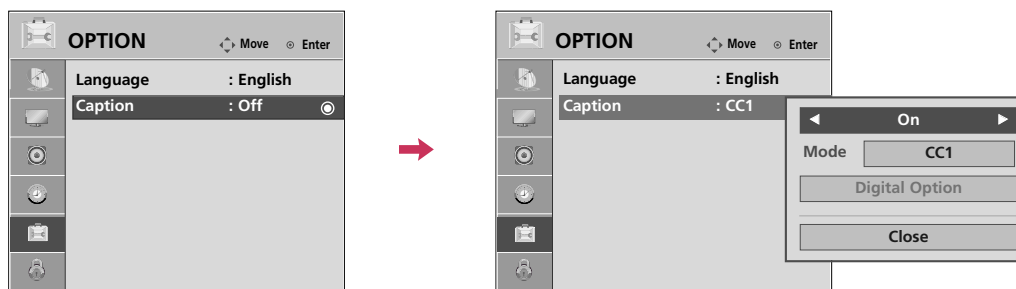 OPTION Move Enter
Language : English
Caption : Off
OPTION Move Enter
Language : English
Caption : CC1
On
Mode CC1
Digital Option
Close